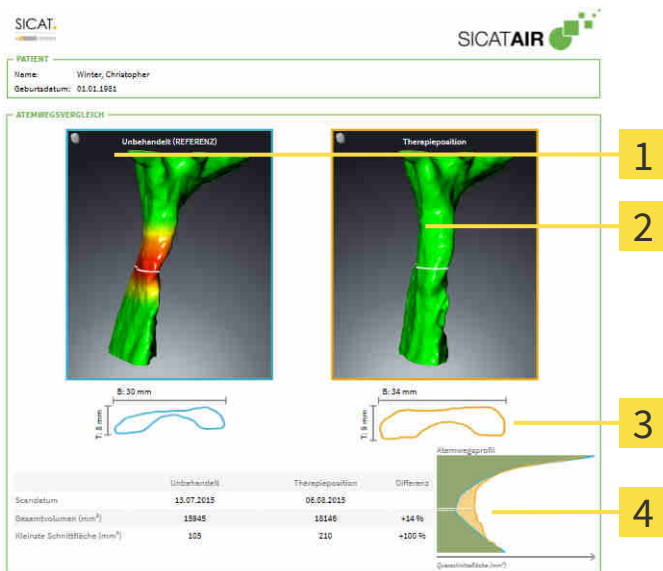 SICAT.
SICATAIR
PATIENT
Name: Winter, Christopher
Geburtsdatum: 01.01.1981
ATEMWEGSVERGLEICH
Unbehandelt (REFERENZ)
Therapieposition
1
2
B: 30 mm
B: 34 mm
T: 8 mm
T: 9 mm
3
Atemwegsprofil
Unbehandelt Therapieposition Differenz
Scandatum 13.07.2015 06.08.2015
Gesamtvolumen (mm³) 15945 18146 +14 %
4
Kleinste Schnittfläche (mm²) 105 210 +100 %
Querschnittsfläche (mm²)